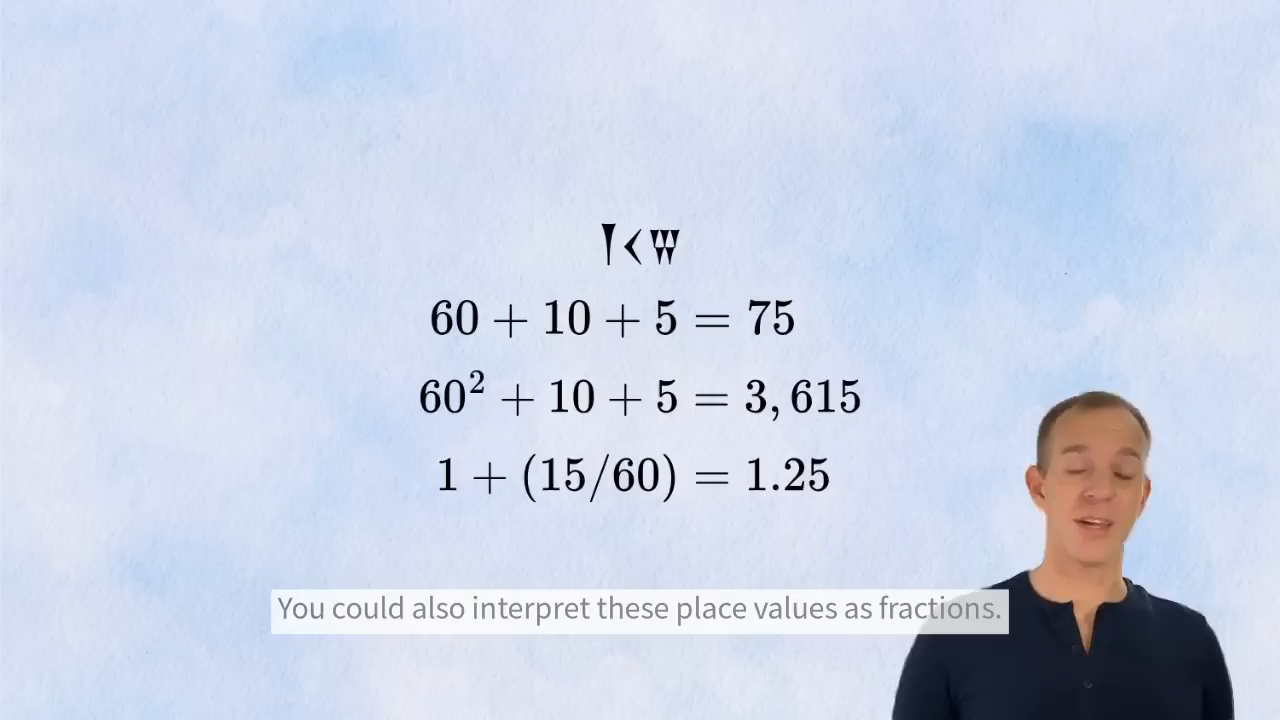 𒁹 𒌋 𒐊
60 + 10 + 5 = 75
60² + 10 + 5 = 3,615
1 + (15/60) = 1.25
You could also interpret these place values as fractions.